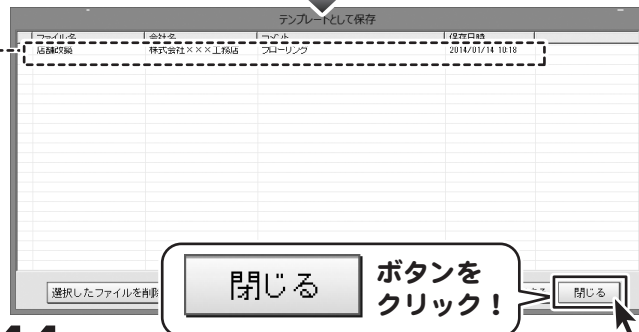 テンプレートとして保存
ファイル名 会社名 コメント 保存日時
店舗改築 株式会社×××工務店 フローリング 2014/01/14 10:18
閉じる
ボタンを
クリック！
選択したファイルを削除
閉じる